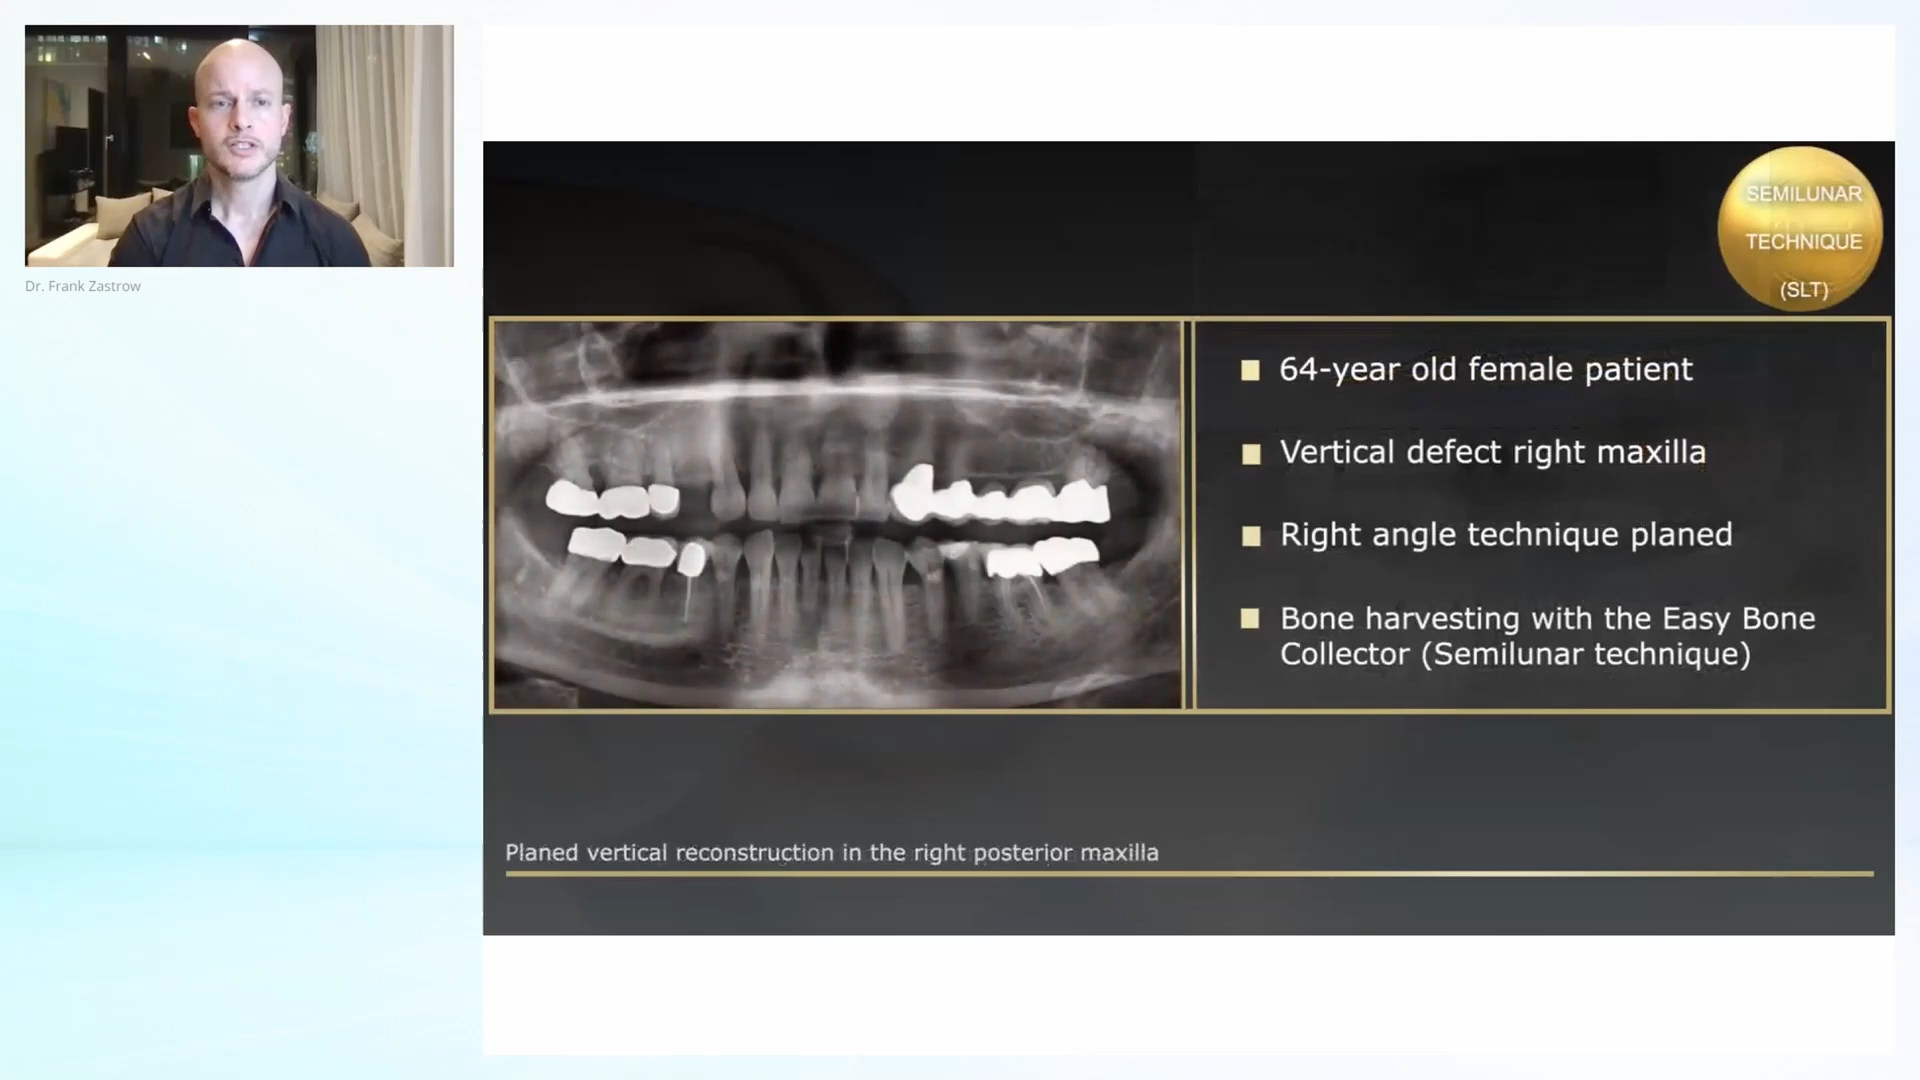 Dr. Frank Zastrow
SEMILUNAR
TECHNIQUE
(SLT)
64-year old female patient
Vertical defect right maxilla
Right angle technique planed
Bone harvesting with the Easy Bone
Collector (Semilunar technique)
Planed vertical reconstruction in the right posterior maxilla